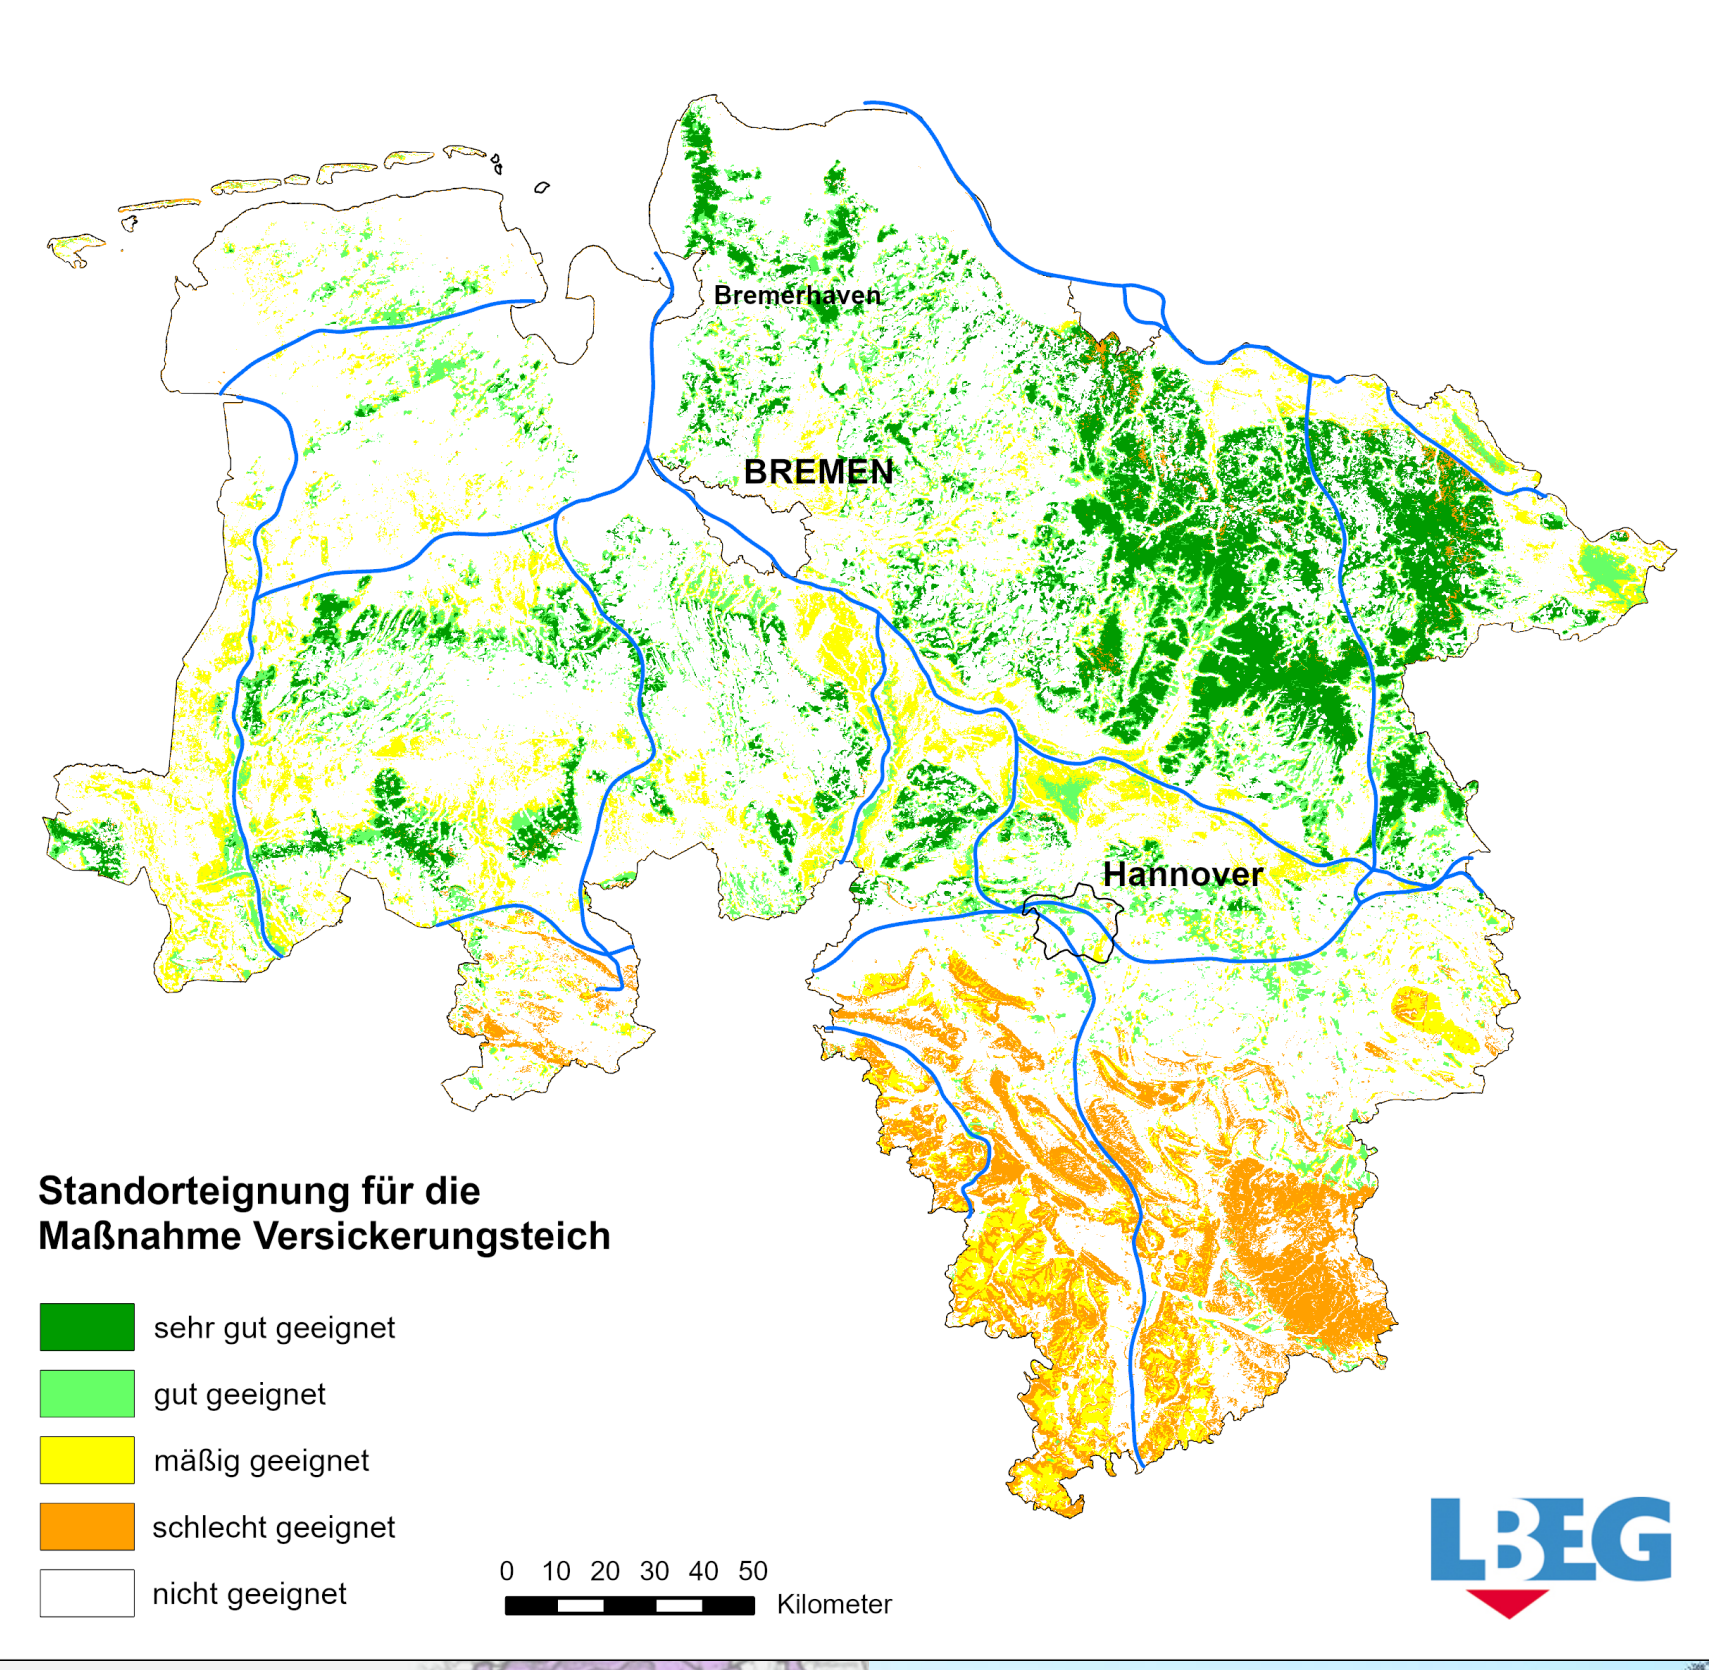 Bremerhaven
BREMEN
Hannover
Standorteignung für die
Maßnahme Versickerungsteich
sehr gut geeignet
gut geeignet
mäßig geeignet
schlecht geeignet
nicht geeignet
0 10 20 30 40 50
Kilometer
LBEG